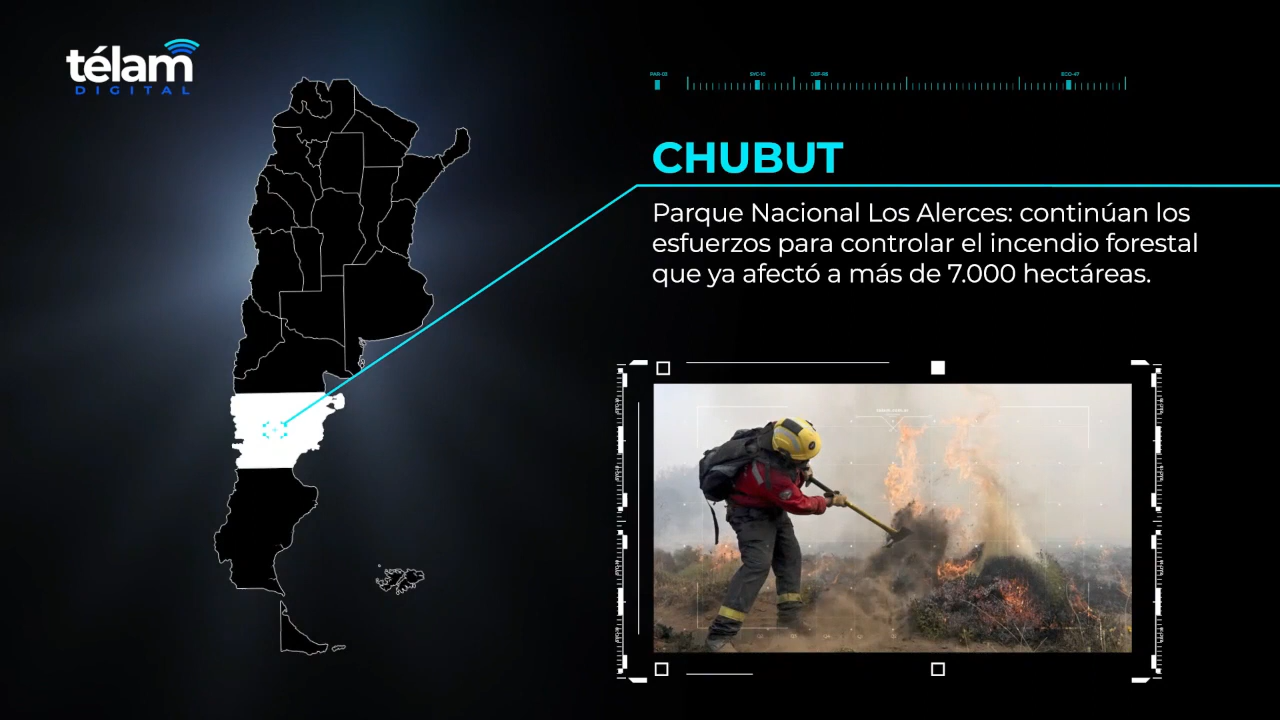 télam
DIGITAL
CHUBUT
Parque Nacional Los Alerces: continúan los
esfuerzos para controlar el incendio forestal
que ya afectó a más de 7.000 hectáreas.